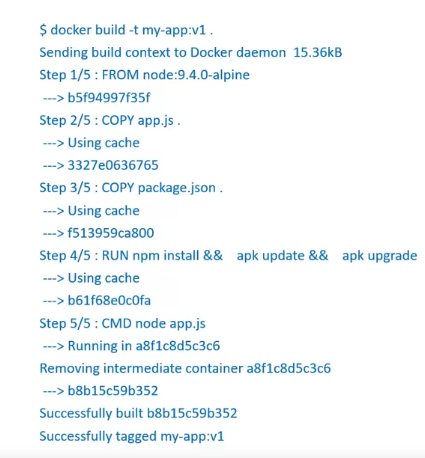 $ docker build -t my-app:v1 .
Sending build context to Docker daemon  15.36kB
Step 1/5 : FROM node:9.4.0-alpine
---> b5f94997f35f
Step 2/5 : COPY app.js .
---> Using cache
---> 3327e0636765
Step 3/5 : COPY package.json .
---> Using cache
---> f513959ca800
Step 4/5 : RUN npm install &&    apk update &&    apk upgrade
---> Using cache
---> b61f68e0c0fa
Step 5/5 : CMD node app.js
---> Running in a8f1c8d5c3c6
Removing intermediate container a8f1c8d5c3c6
---> b8b15c59b352
Successfully built b8b15c59b352
Successfully tagged my-app:v1